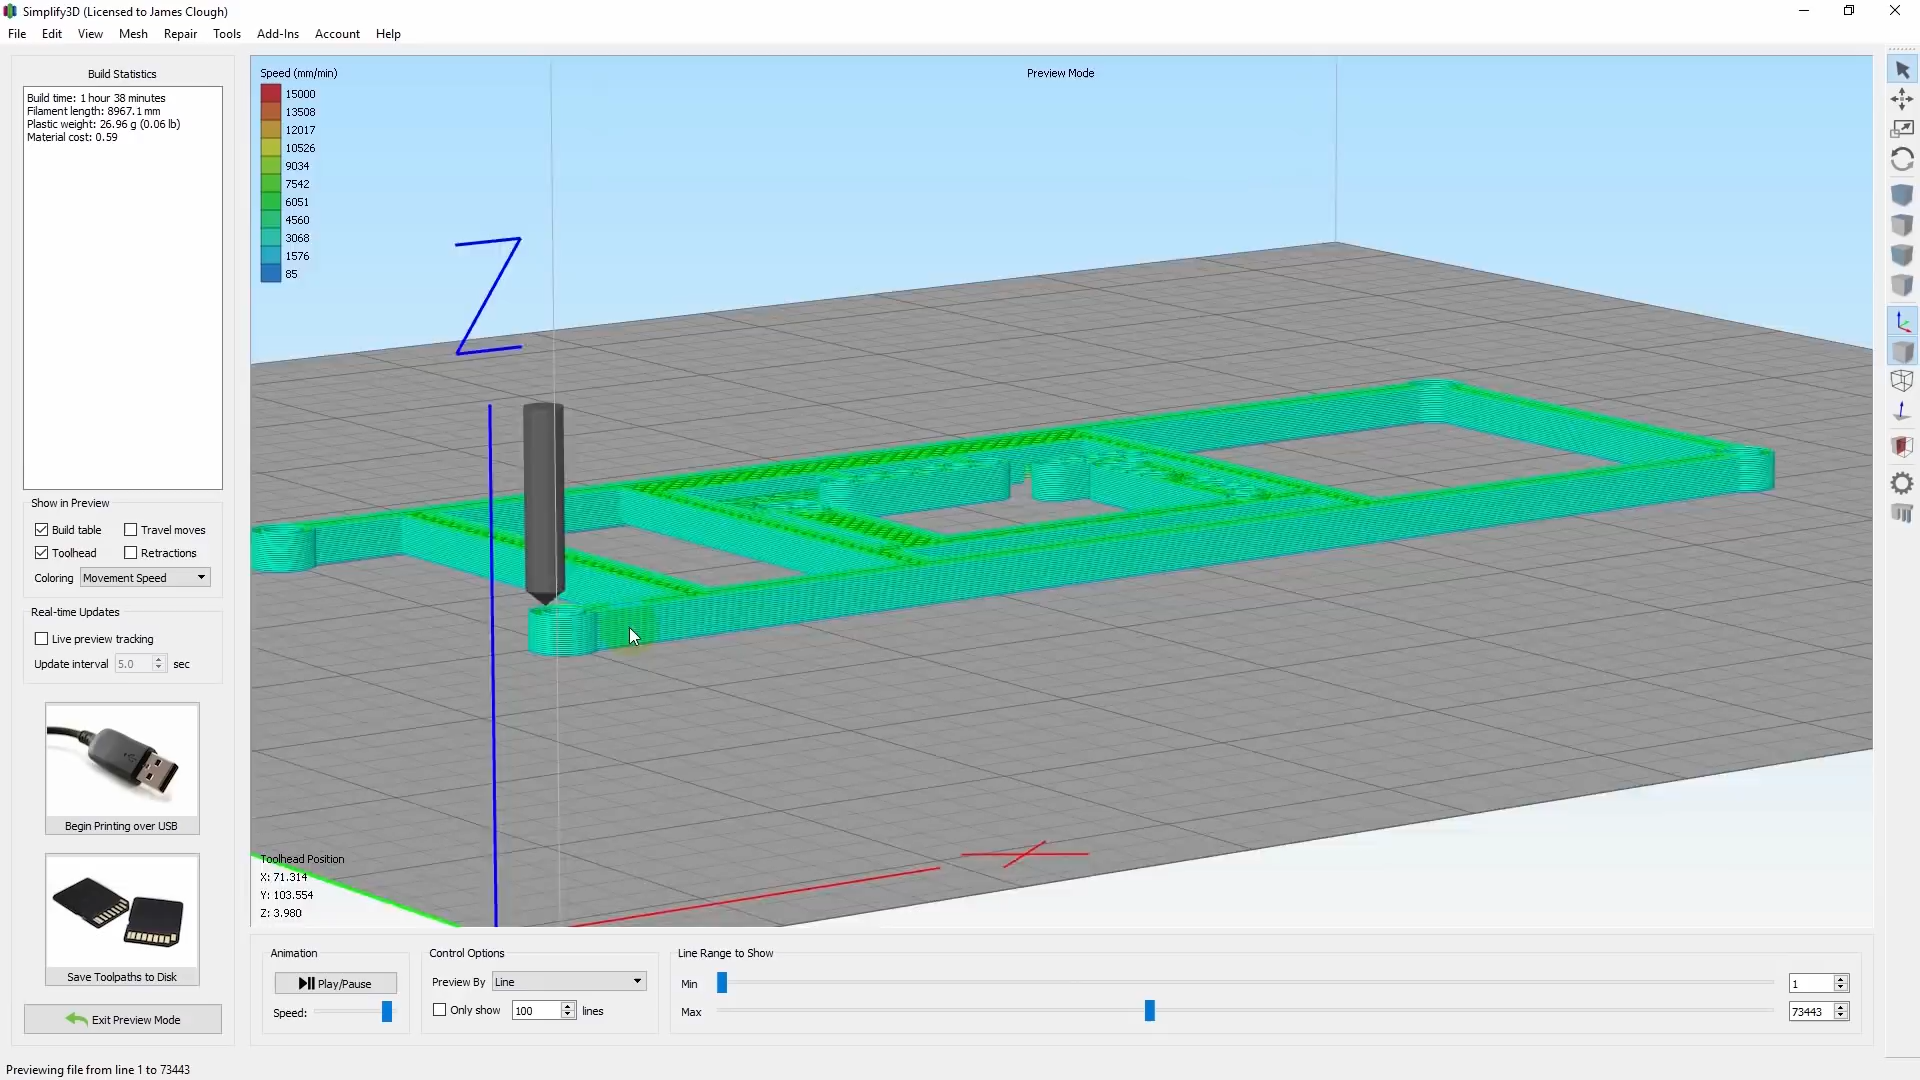 Simplify3D (Licensed to James Clough)
File Edit View Mesh Repair Tools Add-Ins Account Help
Build Statistics
Build time: 1 hour 38 minutes
Filament length: 8967.1 mm
Plastic weight: 26.96 g (0.06 lb)
Material cost: 0.59
Show in Preview
Build table Travel moves
Toolhead Retractions
Coloring Movement Speed
Real-time Updates
Live preview tracking
Update interval 5.0 sec
Begin Printing over USB
Save Toolpaths to Disk
Exit Preview Mode
Speed (mm/min)
15000
13508
12017
10526
9034
7542
6051
4560
3068
1576
85
Preview Mode
Z
X
Toolhead Position
X: 71.314
Y: 103.554
Z: 3.980
Animation
Play/Pause
Speed:
Control Options
Preview By Line
Only show 100 lines
Line Range to Show
Min 1
Max 73443
Previewing file from line 1 to 73443